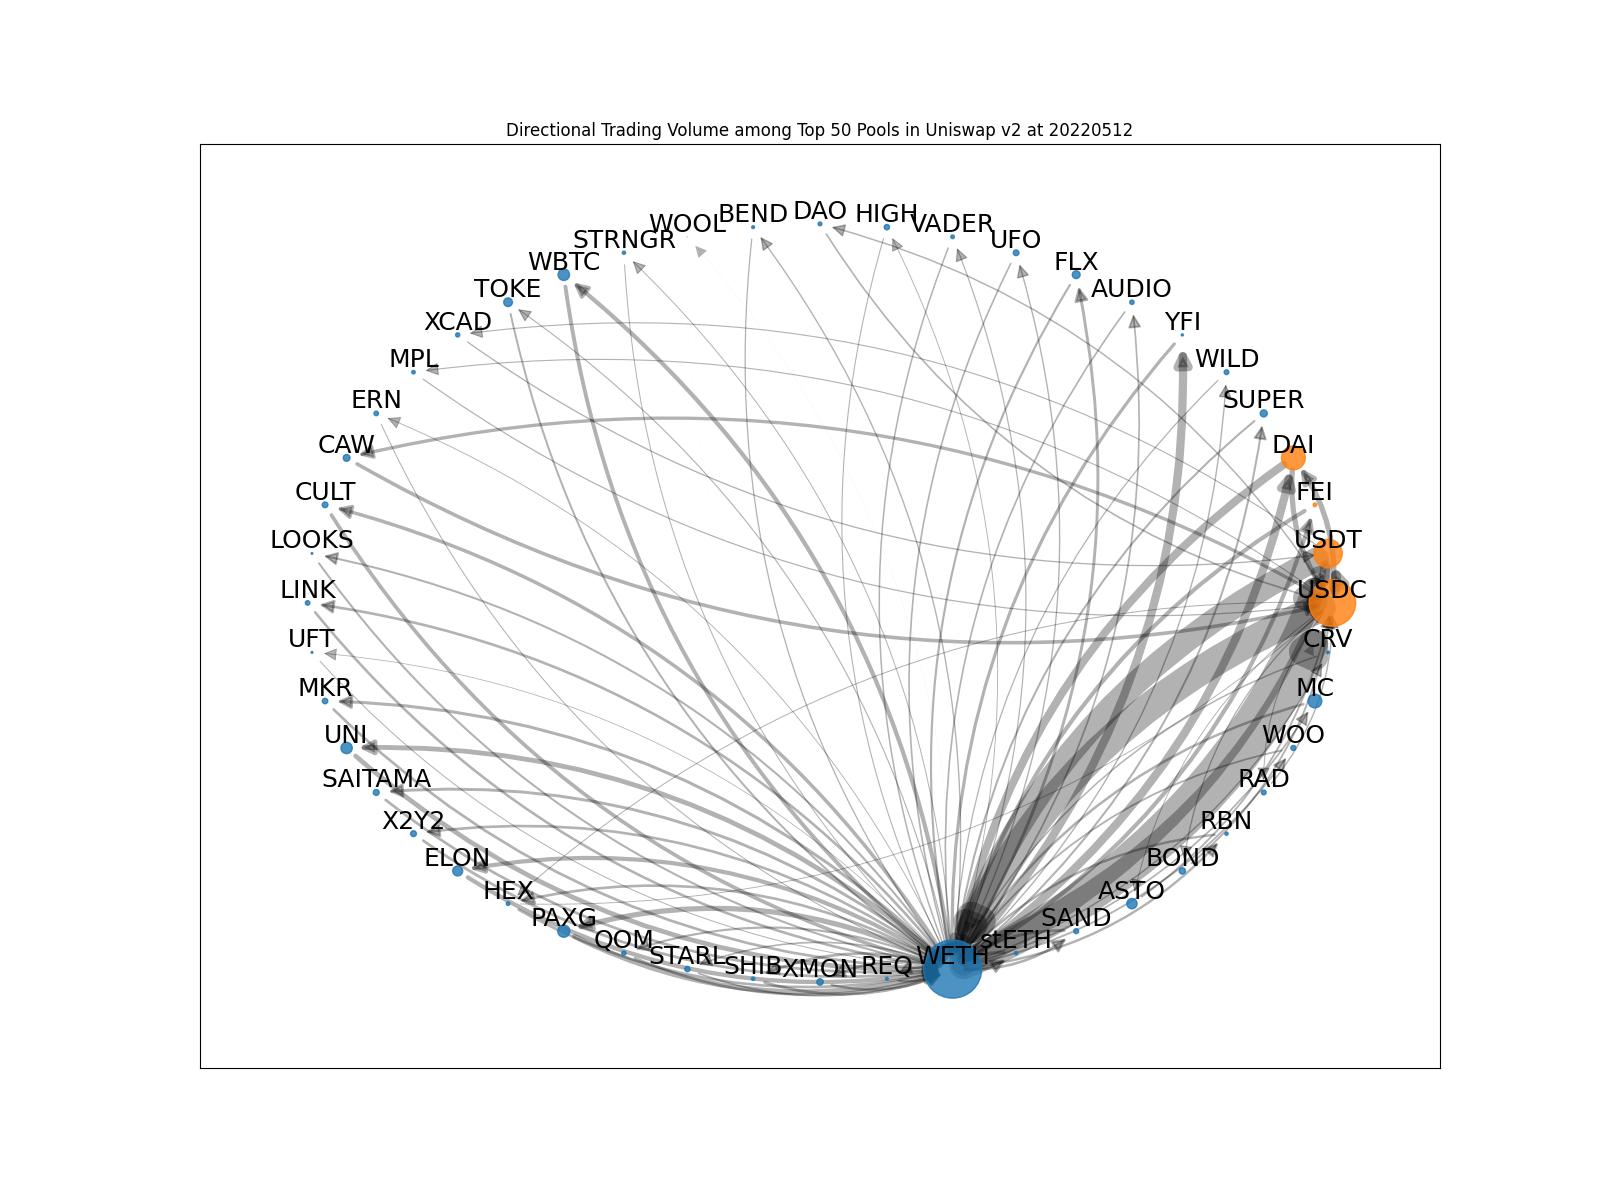 Directional Trading Volume among Top 50 Pools in Uniswap v2 at 20220512
DAO
BEND
HIGH
WOOL
VADER
STRNGR
UFO
WBTC
FLX
TOKE
AUDIO
XCAD
YFI
MPL
WILD
ERN
SUPER
CAW
DAI
CULT
FEI
LOOKS
USDT
LINK
USDC
UFT
CRV
MKR
MC
UNI
WOO
SAITAMA
RAD
X2Y2
RBN
ELON
BOND
HEX
ASTO
PAXG
SAND
QOM
stETH
STARL
WETH
SHIB
XMON
REQ